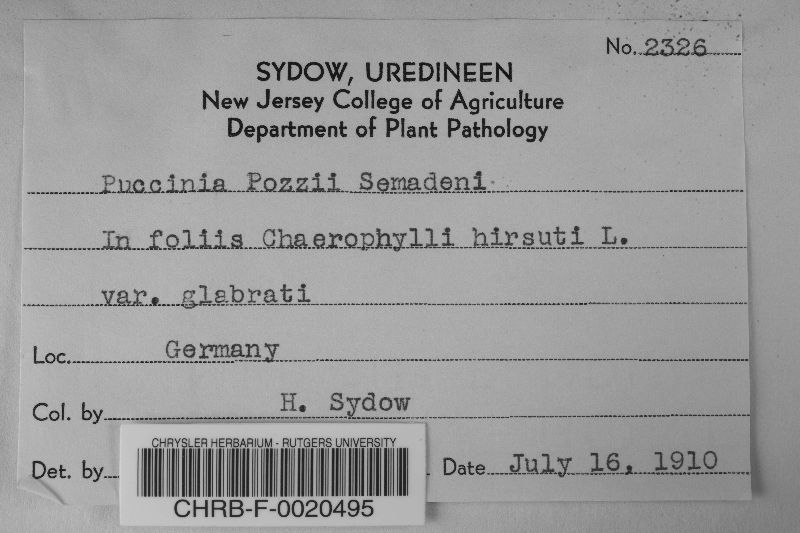 No. 2326
SYDOW, UREDINEEN
New Jersey College of Agriculture
Department of Plant Pathology
Puccinia Pozzii Semadeni
In foliis Chaerophylli hirsuti L.
var. glabrati
Loc. Germany
Col. by H. Sydow
Det. by Date July 16, 1910
CHRYSLER HERBARIUM - RUTGERS UNIVERSITY
CHRB-F-0020495